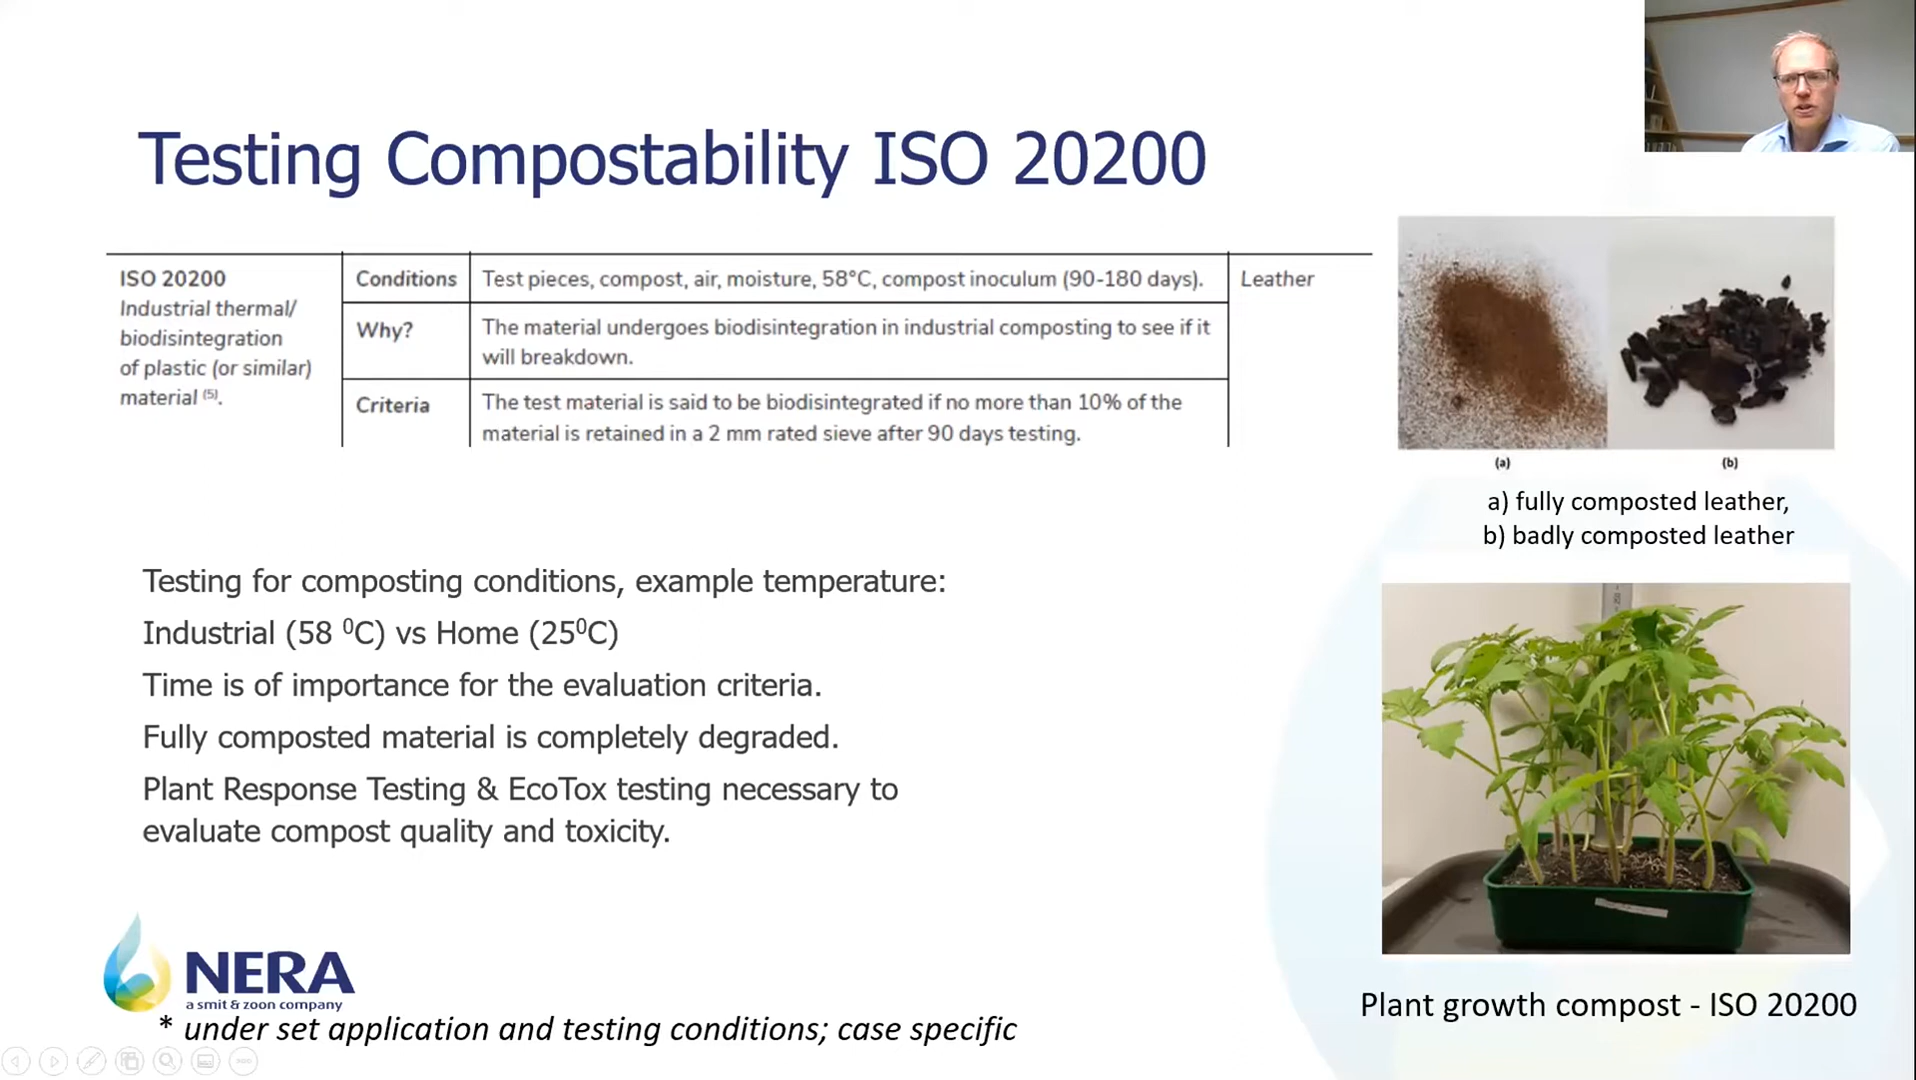 Testing Compostability ISO 20200
ISO 20200
Industrial thermal/
biodisintegration
of plastic (or similar)
material (5).
Conditions
Test pieces, compost, air, moisture, 58°C, compost inoculum (90-180 days).
Leather
Why?
The material undergoes biodisintegration in industrial composting to see if it
will breakdown.
Criteria
The test material is said to be biodisintegrated if no more than 10% of the
material is retained in a 2 mm rated sieve after 90 days testing.
(a)
(b)
a) fully composted leather,
b) badly composted leather
Testing for composting conditions, example temperature:
Industrial (58 ⁰C) vs Home (25⁰C)
Time is of importance for the evaluation criteria.
Fully composted material is completely degraded.
Plant Response Testing & EcoTox testing necessary to
evaluate compost quality and toxicity.
NERA
a smit & zoon company
* under set application and testing conditions; case specific
Plant growth compost - ISO 20200